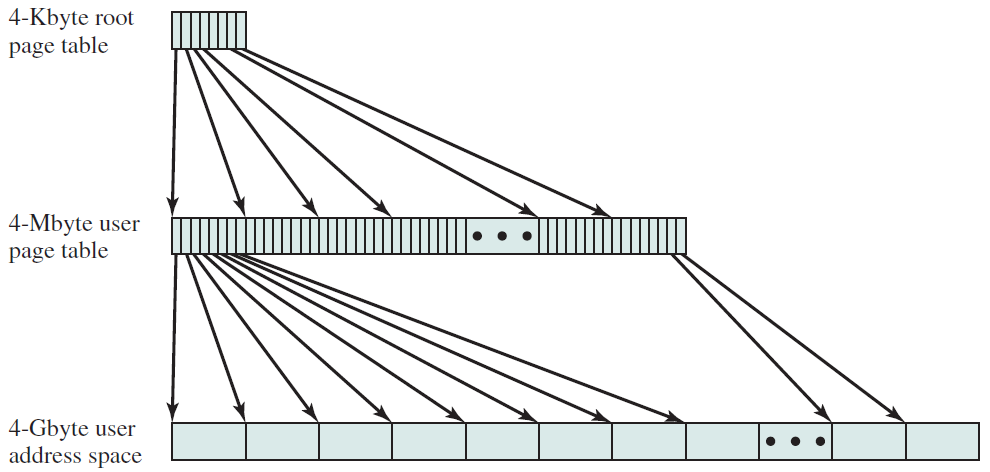 4-Kbyte root
page table
4-Mbyte user
page table
4-Gbyte user
address space